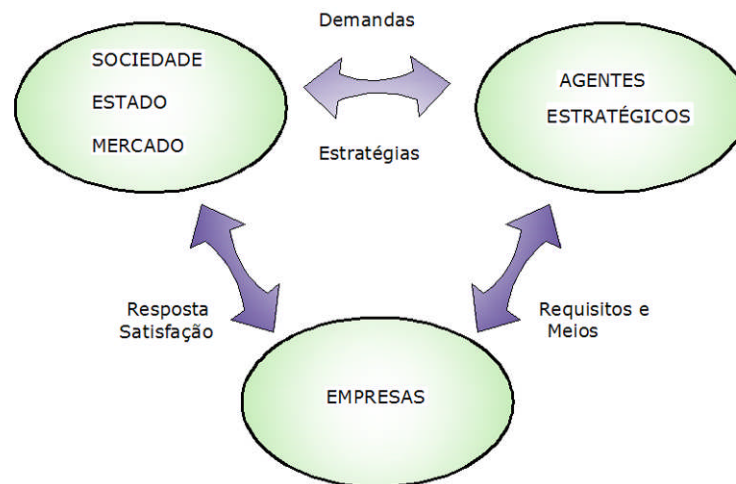 Demandas
SOCIEDADE
ESTADO
MERCADO
AGENTES
ESTRATÉGICOS
Estratégias
Resposta
Satisfação
Requisitos e
Meios
EMPRESAS